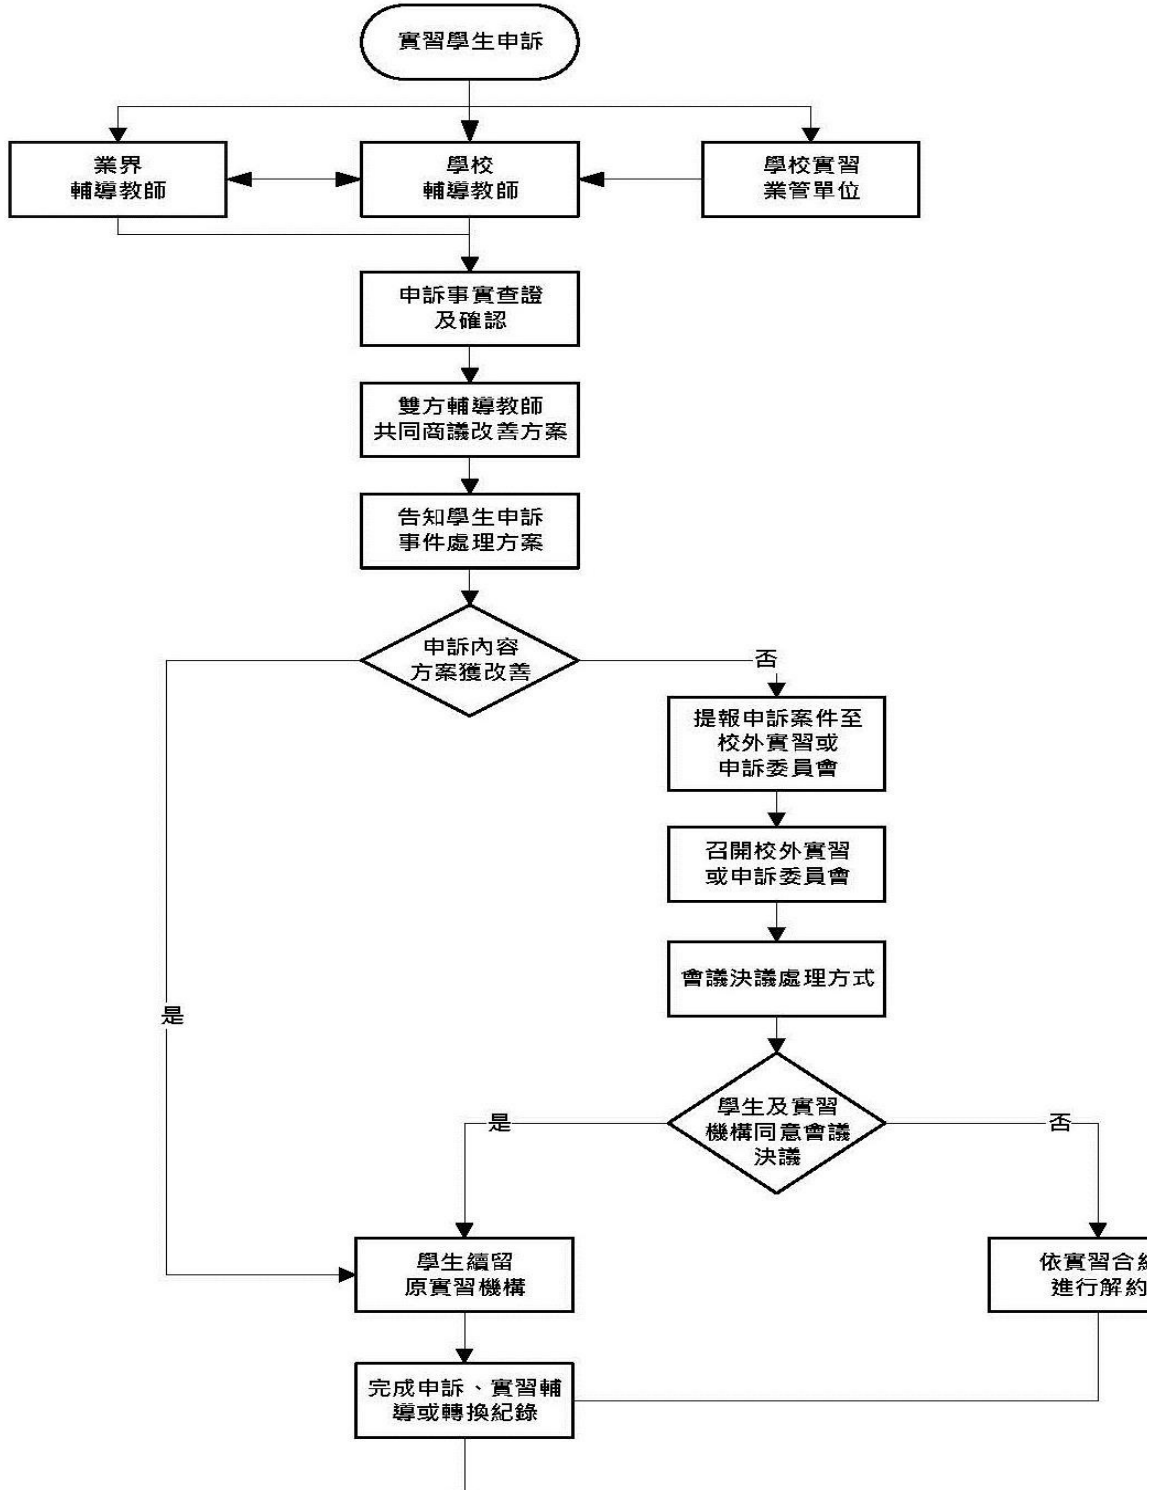 實習學生申訴
業界
輔導教師
學校
輔導教師
學校實習
業管單位
申訴事實查證
及確認
雙方輔導教師
共同商議改善方案
告知學生申訴
事件處理方案
申訴內容
方案獲改善
否
提報申訴案件至
校外實習或
申訴委員會
召開校外實習
或申訴委員會
會議決議處理方式
是
學生及實習
機構同意會議
決議
是
否
學生續留
原實習機構
依實習合
進行解約
完成申訴、實習輔
導或轉換紀錄